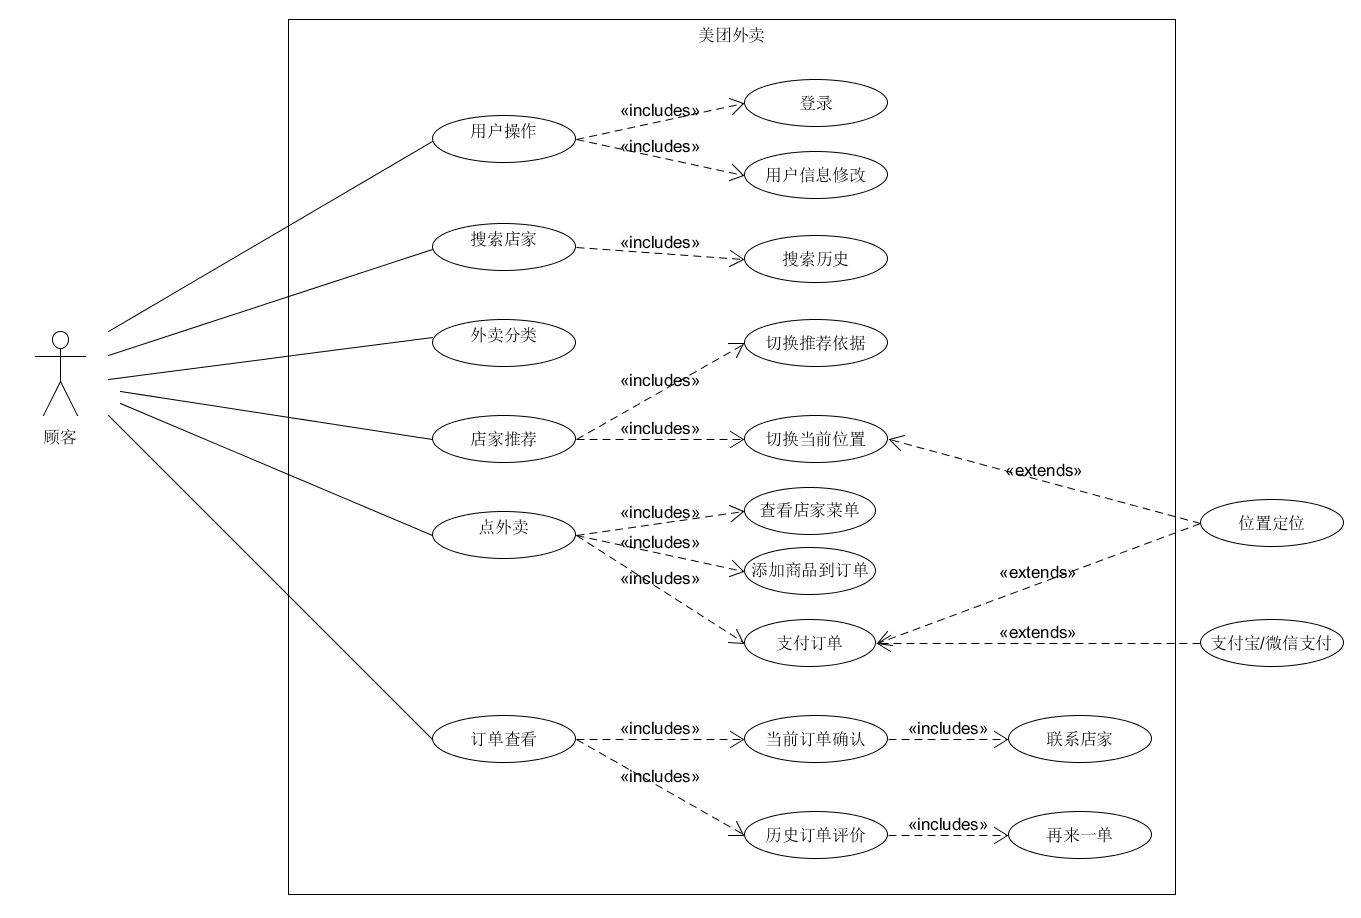 美团外卖
登录
«includes»
用户操作
«includes»
用户信息修改
搜索店家
«includes»
搜索历史
外卖分类
切换推荐依据
«includes»
«includes»
店家推荐
切换当前位置
顾客
«extends»
查看店家菜单
«includes»
点外卖
位置定位
«includes»
添加商品到订单
«extends»
«includes»
«extends»
支付订单
支付宝/微信支付
«includes»
«includes»
订单查看
当前订单确认
联系店家
«includes»
«includes»
历史订单评价
再来一单